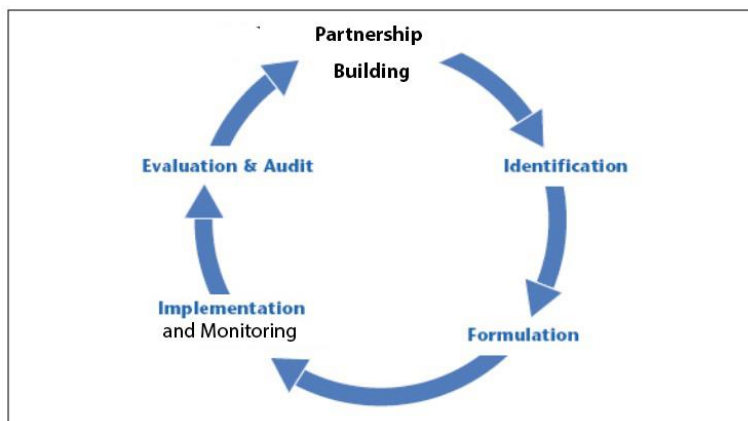 Partnership
Building
Identification
Formulation
Implementation
and Monitoring
Evaluation & Audit